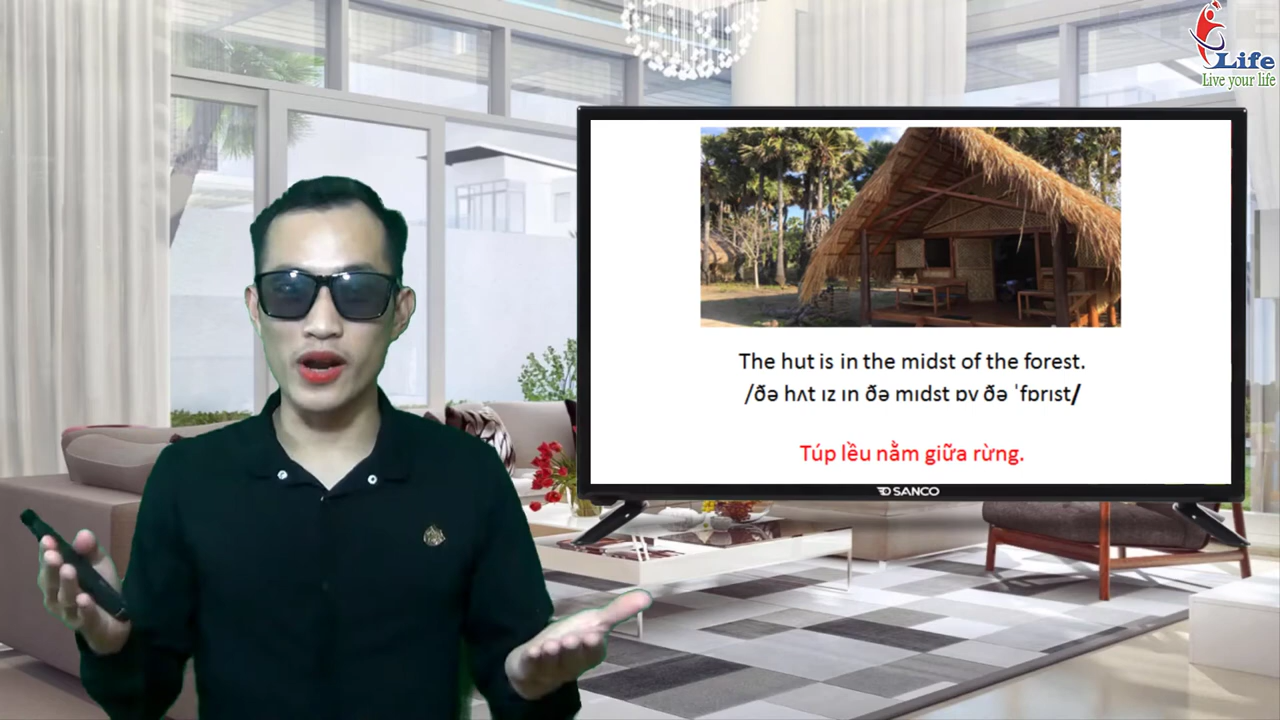 Life
Live your life
The hut is in the midst of the forest.
/ðə hʌt ɪz ɪn ðə mɪdst ɒv ðə ˈfɒrɪst/
Túp lều nằm giữa rừng.
SANCO